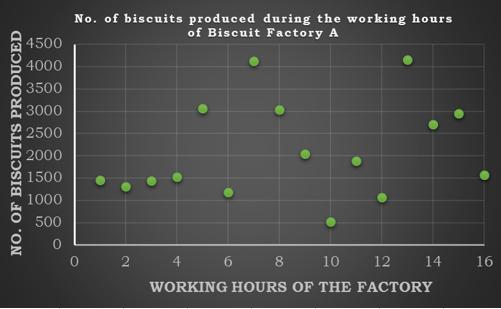 No. of biscuits produced during the working hours
of Biscuit Factory A
NO. OF BISCUITS PRODUCED
4500
4000
3500
3000
2500
2000
1500
1000
500
0
0 2 4 6 8 10 12 14 16
WORKING HOURS OF THE FACTORY